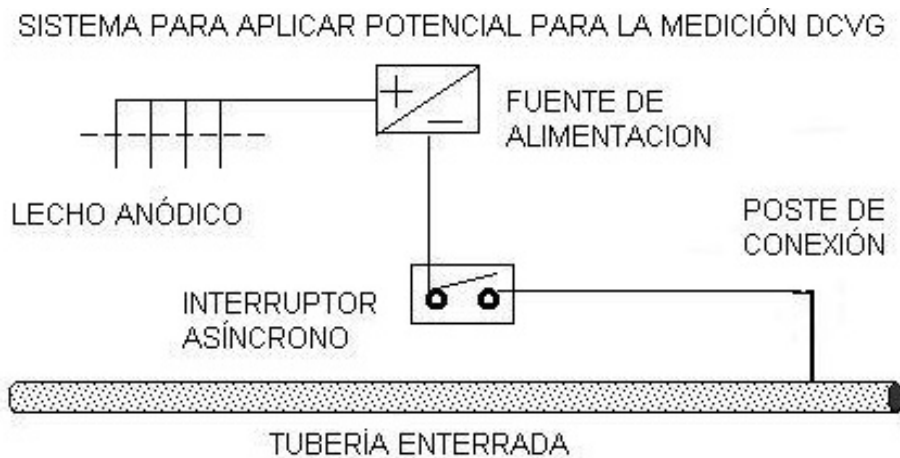 SISTEMA PARA APLICAR POTENCIAL PARA LA MEDICIÓN DCVG
+
—
FUENTE DE
ALIMENTACION
LECHO ANÓDICO
POSTE DE
CONEXIÓN
INTERRUPTOR
ASÍNCRONO
TUBERÍA ENTERRADA